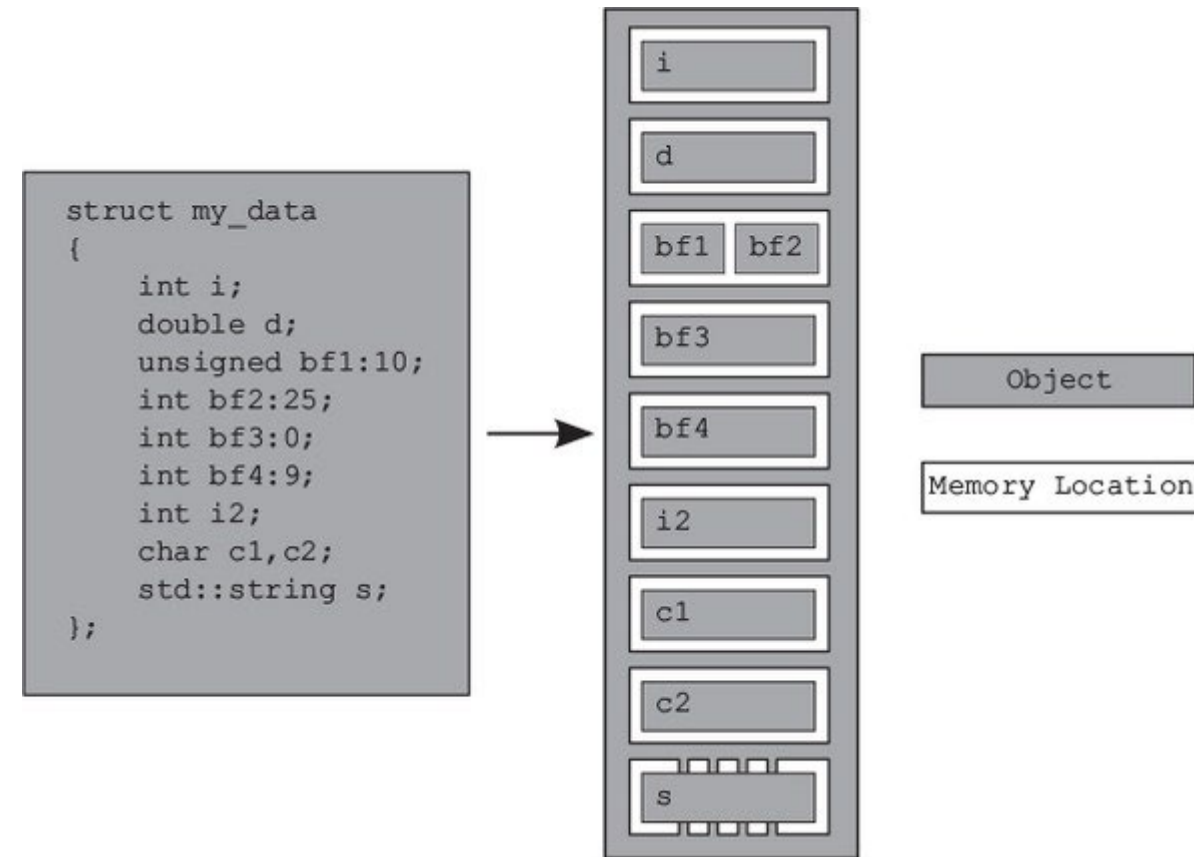 struct my_data
{
    int i;
    double d;
    unsigned bf1:10;
    int bf2:25;
    int bf3:0;
    int bf4:9;
    int i2;
    char c1,c2;
    std::string s;
};
i
d
bf1 bf2
bf3
bf4
i2
c1
c2
s
Object
Memory Location